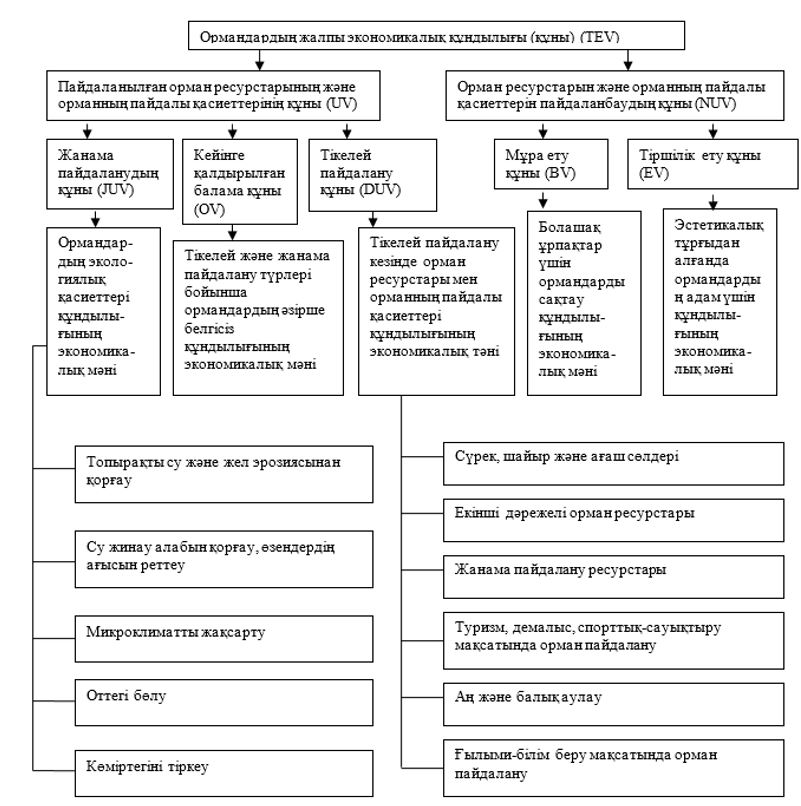 Ормандардың жалпы экономикалық құндылығы (құны) (TEV)
Пайдаланылған орман ресурстарының және
орманның пайдалы қасиеттерінің құны (UV)
Орман ресурстарын және орманның пайдалы
қасиеттерін пайдаланбаудың құны (NUV)
Жанама
пайдаланудың
құны (JUV)
Кейінге
қалдырылған
балама құны
(OV)
Тікелей
пайдалану
құны (DUV)
Мұра ету
құны (BV)
Тіршілік ету құны
(EV)
Ормандар-
дың эколо-
гиялық
қасиеттері
құндылы-
ғының
экономика-
лық мәні
Тікелей және жанама
пайдалану түрлері
бойынша
ормандардың әзірше
белгісіз
құндылығының
экономикалық мәні
Тікелей пайдалану
кезінде орман
ресурстары мен
орманның пайдалы
қасиеттері
құндылығының
экономикалық тәні
Болашақ
ұрпақтар
үшін
ормандарды
сақтау
құндылы-
ғының
экономика-
лық мәні
Эстетикалық
тұрғыдан
алғанда
ормандарды
ң адам үшін
құндылы-
ғының
экономика-
лық мәні
Топырақты су және жел эрозиясынан
қорғау
Су жинау алабын қорғау, өзендердің
ағысын реттеу
Микроклиматты жақсарту
Оттегі бөлу
Көміртегіні тіркеу
Сүрек, шайыр және ағаш сөлдері
Екінші дәрежелі орман ресурстары
Жанама пайдалану ресурстары
Туризм, демалыс, спорттық-сауықтыру
мақсатында орман пайдалану
Аң және балық аулау
Ғылыми-білім беру мақсатында орман
пайдалану